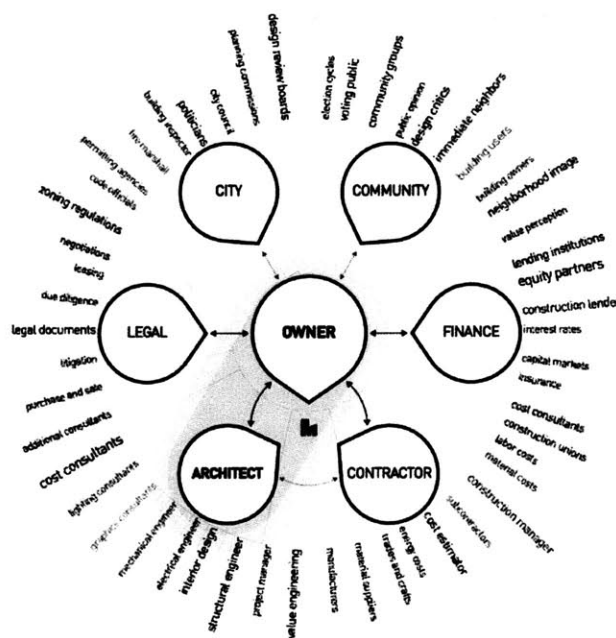 CITY
COMMUNITY
LEGAL
OWNER
FINANCE
ARCHITECT
CONTRACTOR
design review boards
planning commissions
city council
politicians
building inspector
fire marshall
permitting agencies
code officials
zoning regulations
negotiations
leasing
due diligence
legal documents
litigation
purchase and sale
additional consultants
cost consultants
lighting consultants
graphics consultants
mechanical engineer
electrical engineer
interior design
structural engineer
project manager
value engineering
manufacturers
material suppliers
trades and crafts
energy costs
cost estimator
subcontractors
construction manager
material costs
labor costs
construction unions
cost consultants
insurance
capital markets
interest rates
construction lende
equity partners
lending institutions
value perception
neighborhood image
building owners
building users
immediate neighbors
design critics
public opinion
community groups
voting public
election cycles